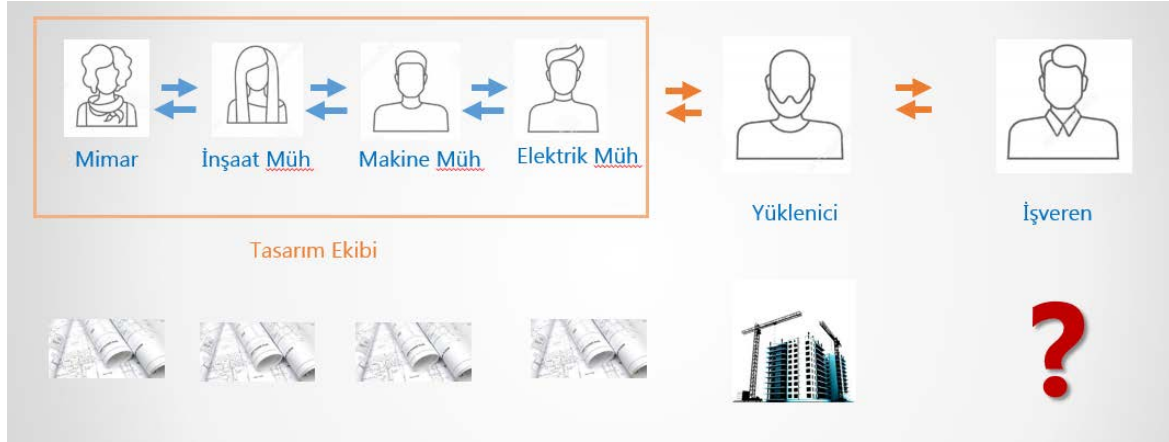 Mimar
İnşaat Müh
Makine Müh
Elektrik Müh
Yüklenici
İşveren
Tasarım Ekibi
?